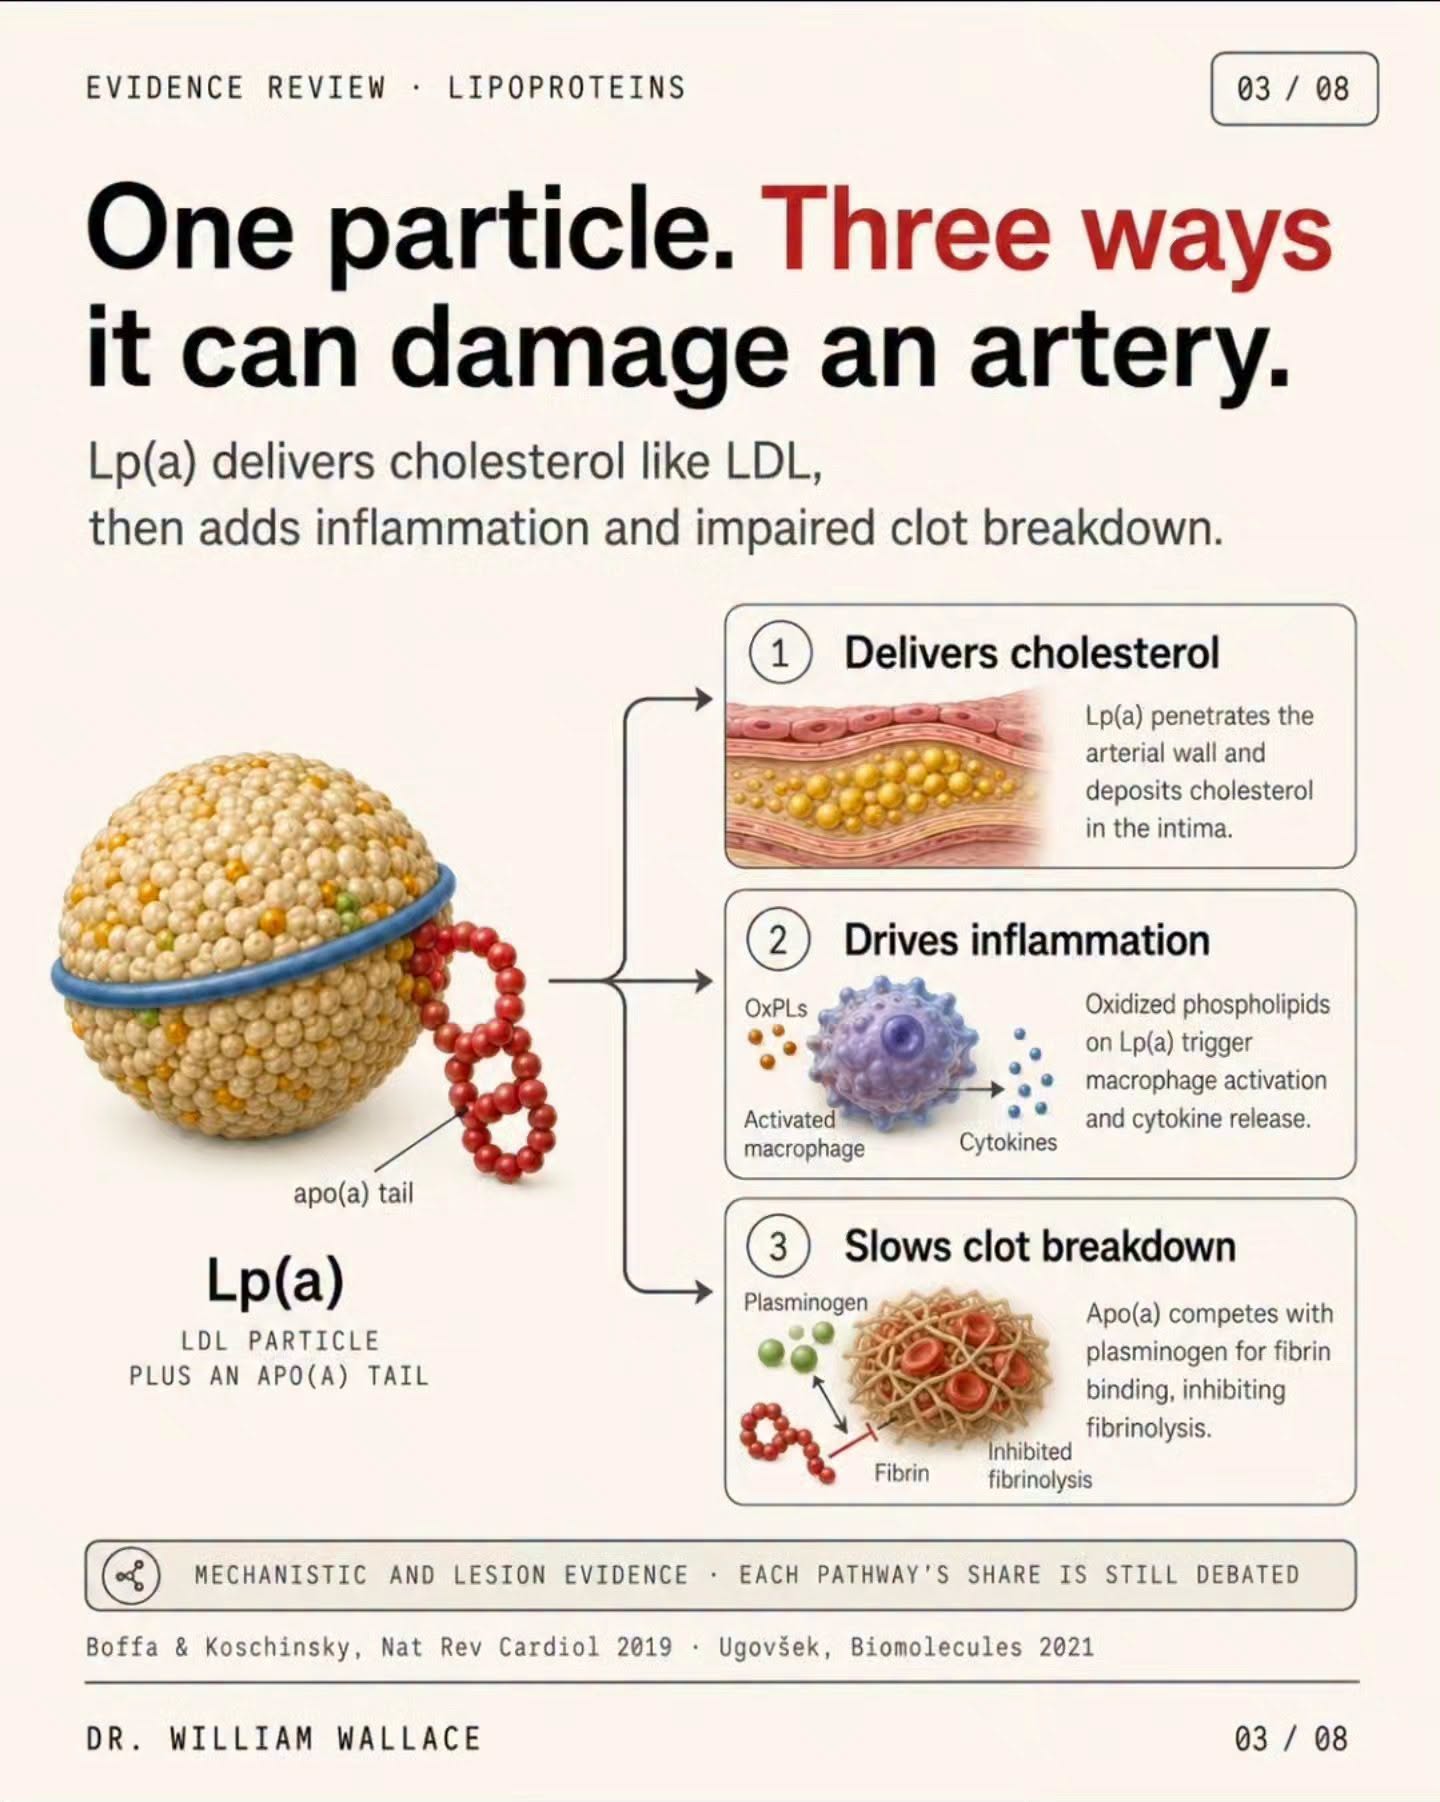 EVIDENCE REVIEW · LIPOPROTEINS
03 / 08
One particle. Three ways
it can damage an artery.
Lp(a) delivers cholesterol like LDL,
then adds inflammation and impaired clot breakdown.
apo(a) tail
Lp(a)
LDL PARTICLE
PLUS AN APO(A) TAIL
1
Delivers cholesterol
Lp(a) penetrates the
arterial wall and
deposits cholesterol
in the intima.
2
Drives inflammation
OxPLs
Activated
macrophage
Cytokines
Oxidized phospholipids
on Lp(a) trigger
macrophage activation
and cytokine release.
3
Slows clot breakdown
Plasminogen
Fibrin
Inhibited
fibrinolysis
Apo(a) competes with
plasminogen for fibrin
binding, inhibiting
fibrinolysis.
MECHANISTIC AND LESION EVIDENCE · EACH PATHWAY'S SHARE IS STILL DEBATED
Boffa & Koschinsky, Nat Rev Cardiol 2019 · Ugovšek, Biomolecules 2021
DR. WILLIAM WALLACE
03 / 08